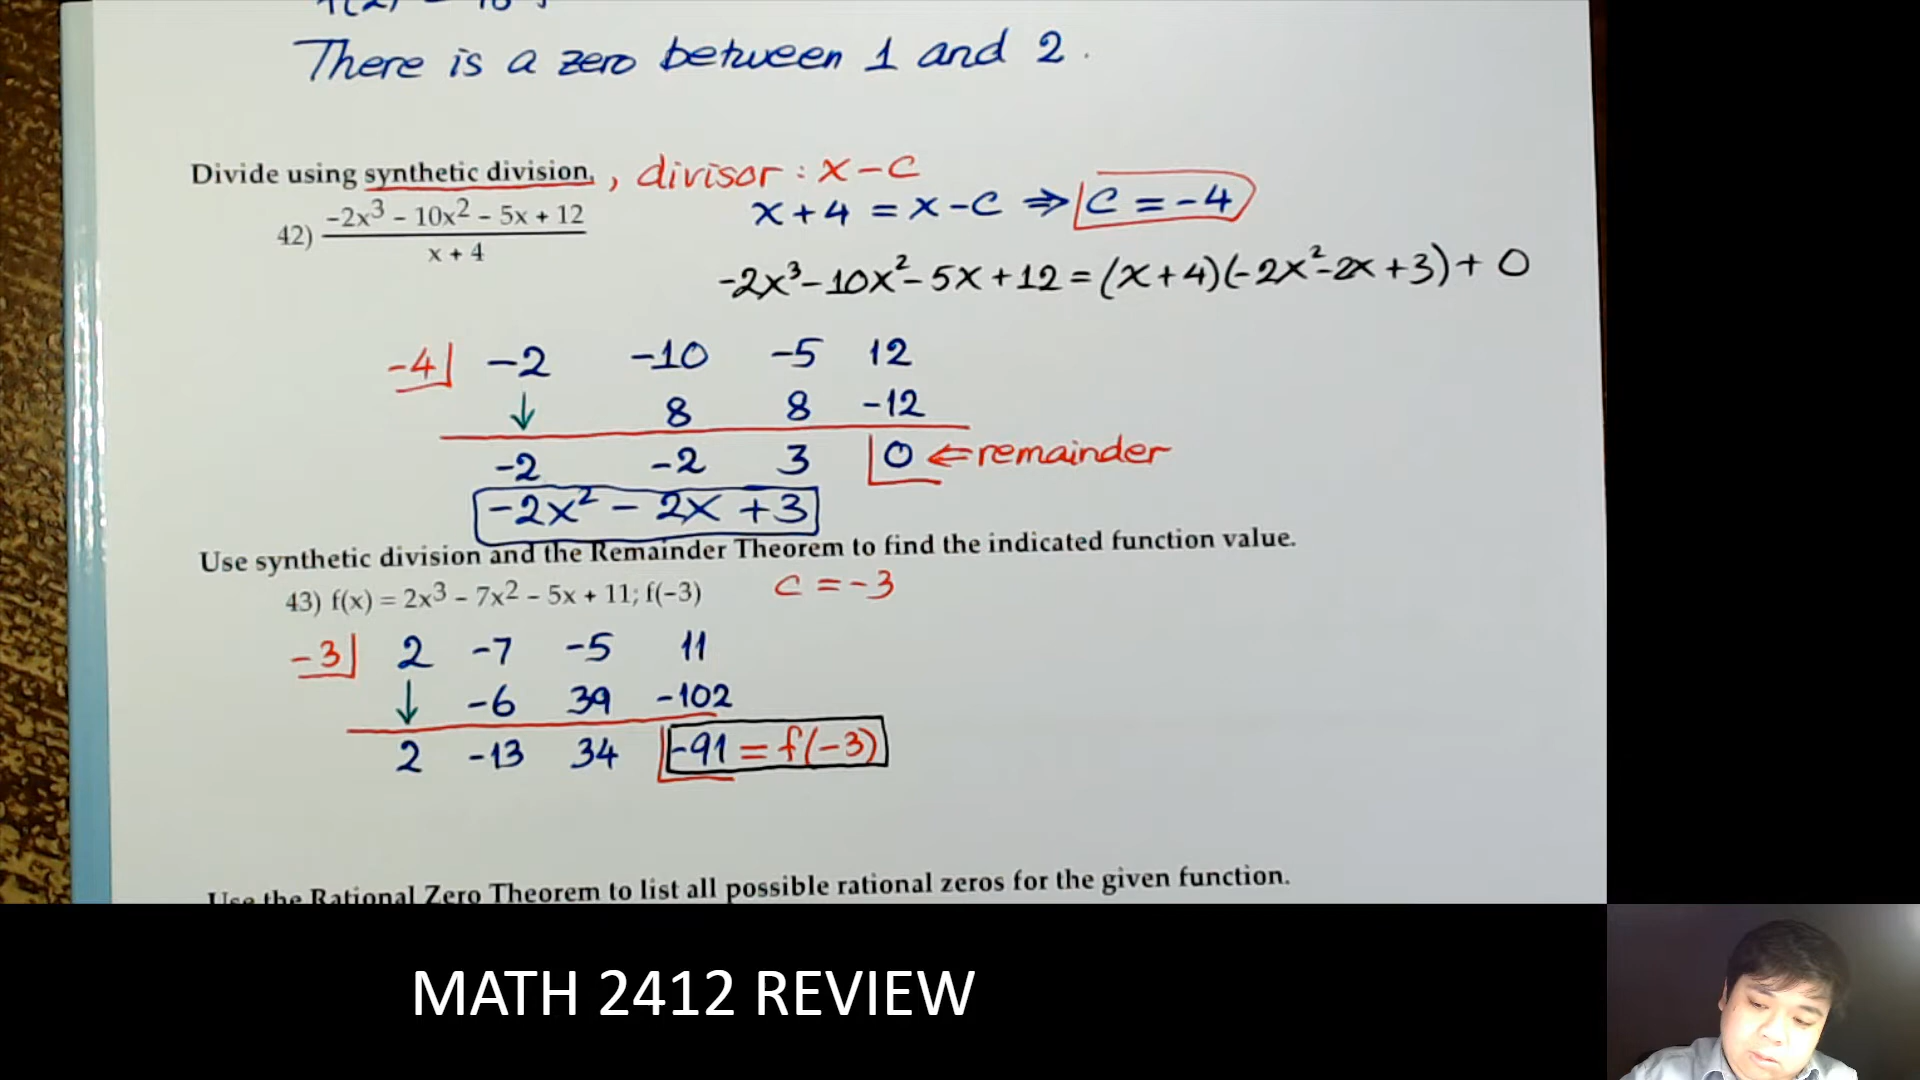 There is a zero between 1 and 2.
Divide using synthetic division. , divisor: x - c
42) -2x³ - 10x² - 5x + 12
x + 4
x + 4 = x - c ⇒ c = -4
-2x³ - 10x² - 5x + 12 = (x + 4)(-2x² - 2x + 3) + 0
-4 -2 -10 -5 12
↓ 8 8 -12
-2 -2 3 0 ← remainder
-2x² - 2x + 3
Use synthetic division and the Remainder Theorem to find the indicated function value.
43) f(x) = 2x³ - 7x² - 5x + 11; f(-3) c = -3
-3 2 -7 -5 11
↓ -6 39 -102
2 -13 34 -91 = f(-3)
Use the Rational Zero Theorem to list all possible rational zeros for the given function.
MATH 2412 REVIEW